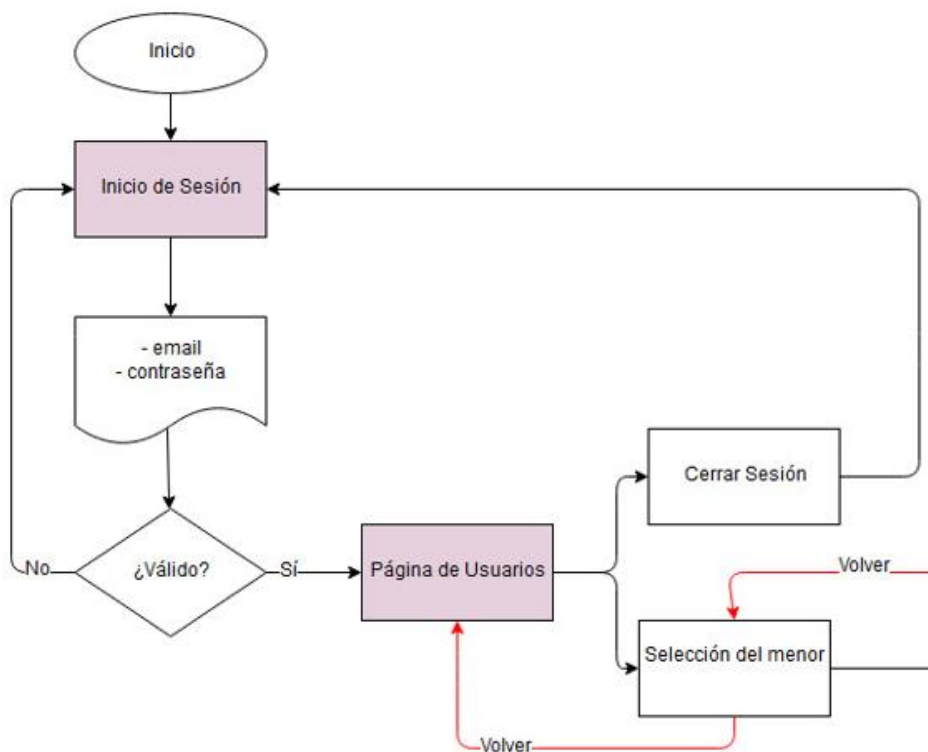 Inicio
Inicio de Sesión
- email
- contraseña
¿Válido?
No
Sí
Página de Usuarios
Cerrar Sesión
Volver
Selección del menor
Volver